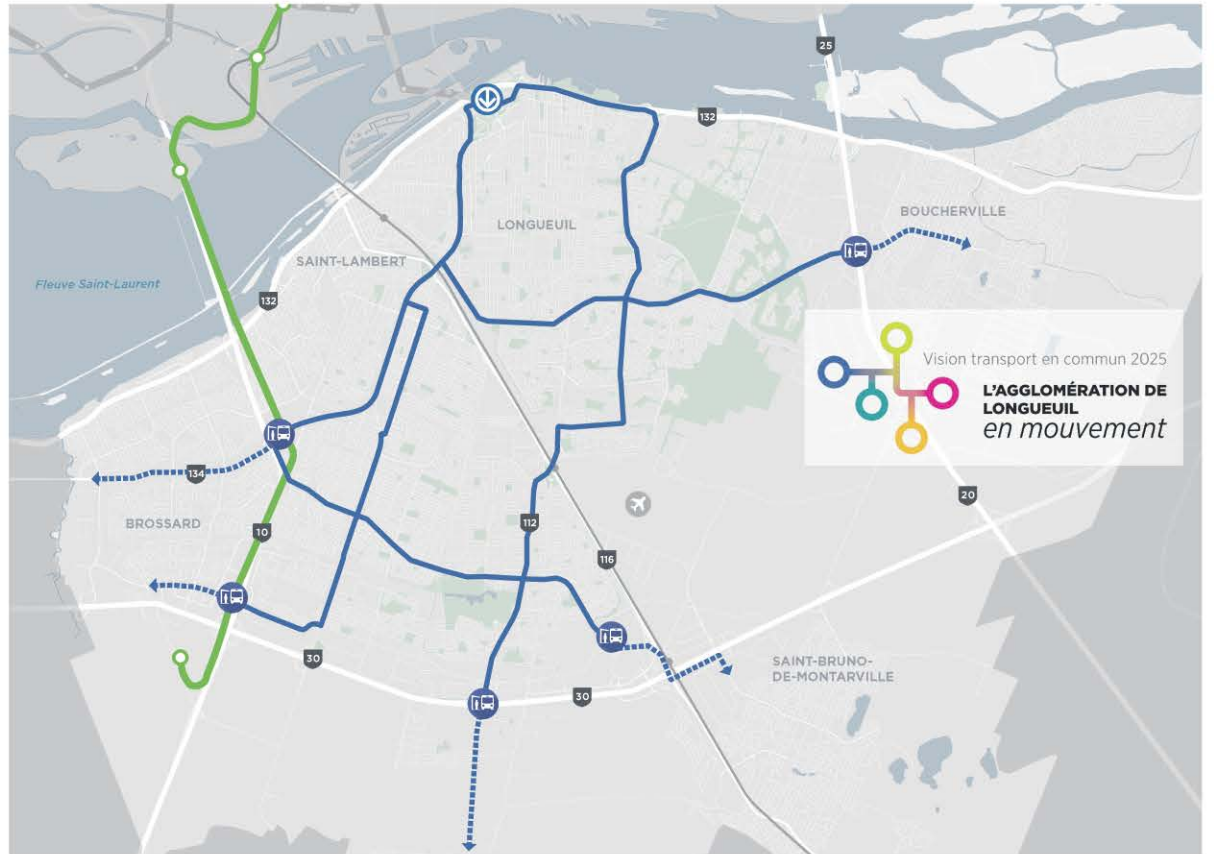 25
132
BOUCHERVILLE
LONGUEUIL
SAINT-LAMBERT
Fleuve Saint-Laurent
132
Vision transport en commun 2025
L'AGGLOMÉRATION DE
LONGUEUIL
en mouvement
134
20
BROSSARD
10
112
116
30
SAINT-BRUNO-
DE-MONTARVILLE
30